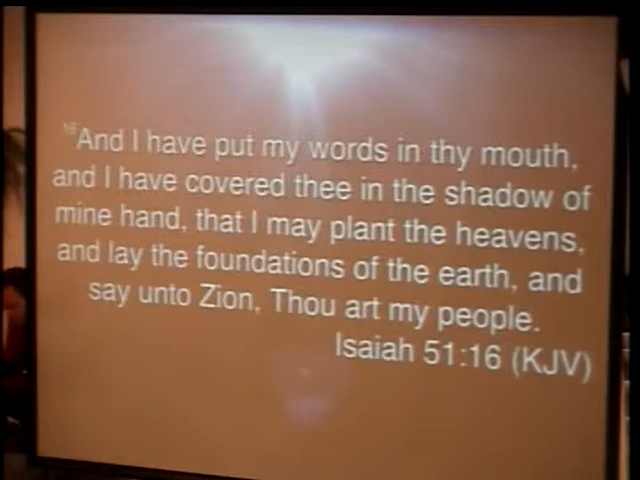 16And I have put my words in thy mouth,
and I have covered thee in the shadow of
mine hand, that I may plant the heavens,
and lay the foundations of the earth, and
say unto Zion, Thou art my people.
Isaiah 51:16 (KJV)